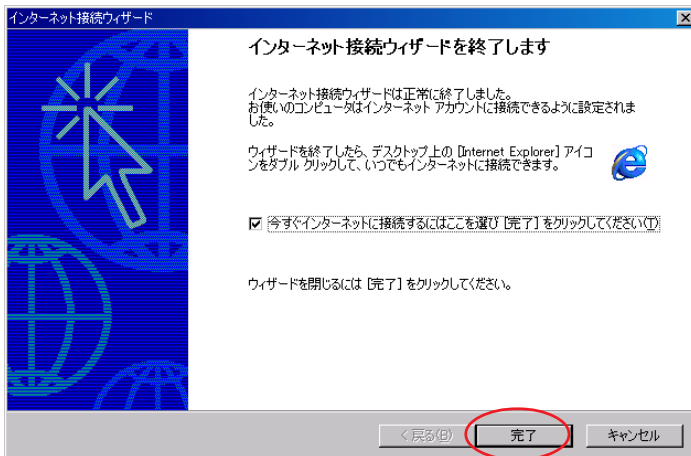 インターネット接続ウィザード
インターネット接続ウィザードを終了します
インターネット接続ウィザードは正常に終了しました。
お使いのコンピュータはインターネット アカウントに接続できるように設定されま
した。
ウィザードを終了したら、デスクトップ上の [Internet Explorer] アイコ
ンをダブル クリックして、いつでもインターネットに接続できます。
今すぐインターネットに接続するにはここを選び [完了] をクリックしてください(T)
ウィザードを閉じるには [完了] をクリックしてください。
< 戻る(B)
完了
キャンセル